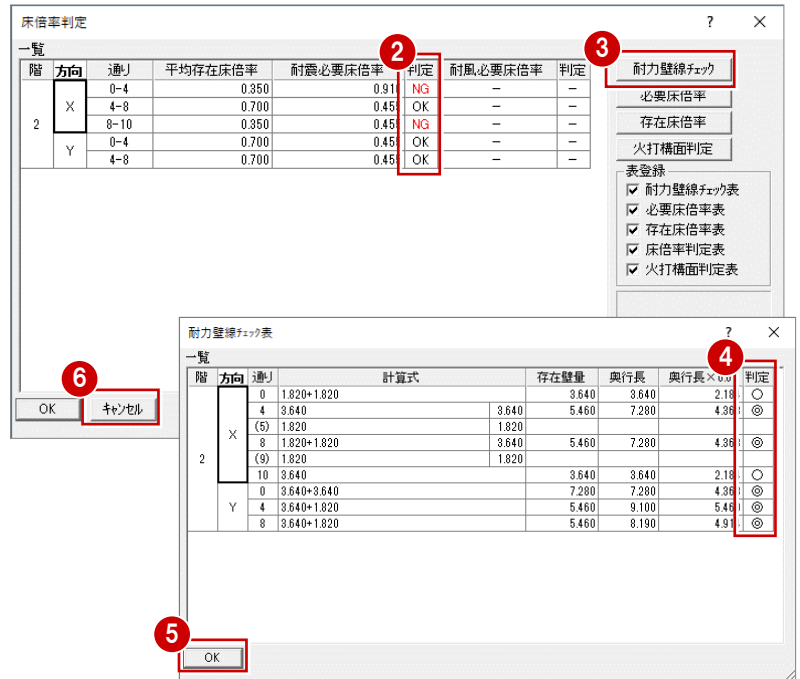 床倍率判定 ? ×
一覧
階 方向 通り 平均存在床倍率 耐震必要床倍率 判定 耐風必要床倍率 判定
2 X 0-4 0.350 0.910 NG － －
4-8 0.700 0.455 OK － －
8-10 0.350 0.455 NG － －
Y 0-4 0.700 0.455 OK － －
4-8 0.700 0.455 OK － －
2
3
耐力壁線ﾁｪｯｸ
必要床倍率
存在床倍率
火打構面判定
表登録
耐力壁線ﾁｪｯｸ表
必要床倍率表
存在床倍率表
床倍率判定表
火打構面判定表
6
OK キャンセル
耐力壁線ﾁｪｯｸ表 ? ×
一覧
4
階 方向 通り 計算式 存在壁量 奥行長 奥行長×0.6 判定
2 X 0 1.820+1.820 3.640 3.640 2.184 ○
4 3.640 3.640 5.460 7.280 4.368 ◎
(5) 1.820 1.820
8 1.820+1.820 3.640 5.460 7.280 4.368 ◎
(9) 1.820 1.820
10 3.640 3.640 3.640 2.184 ○
Y 0 3.640+3.640 7.280 7.280 4.368 ◎
4 3.640+1.820 5.460 9.100 5.460 ◎
8 3.640+1.820 5.460 8.190 4.914 ◎
5
OK